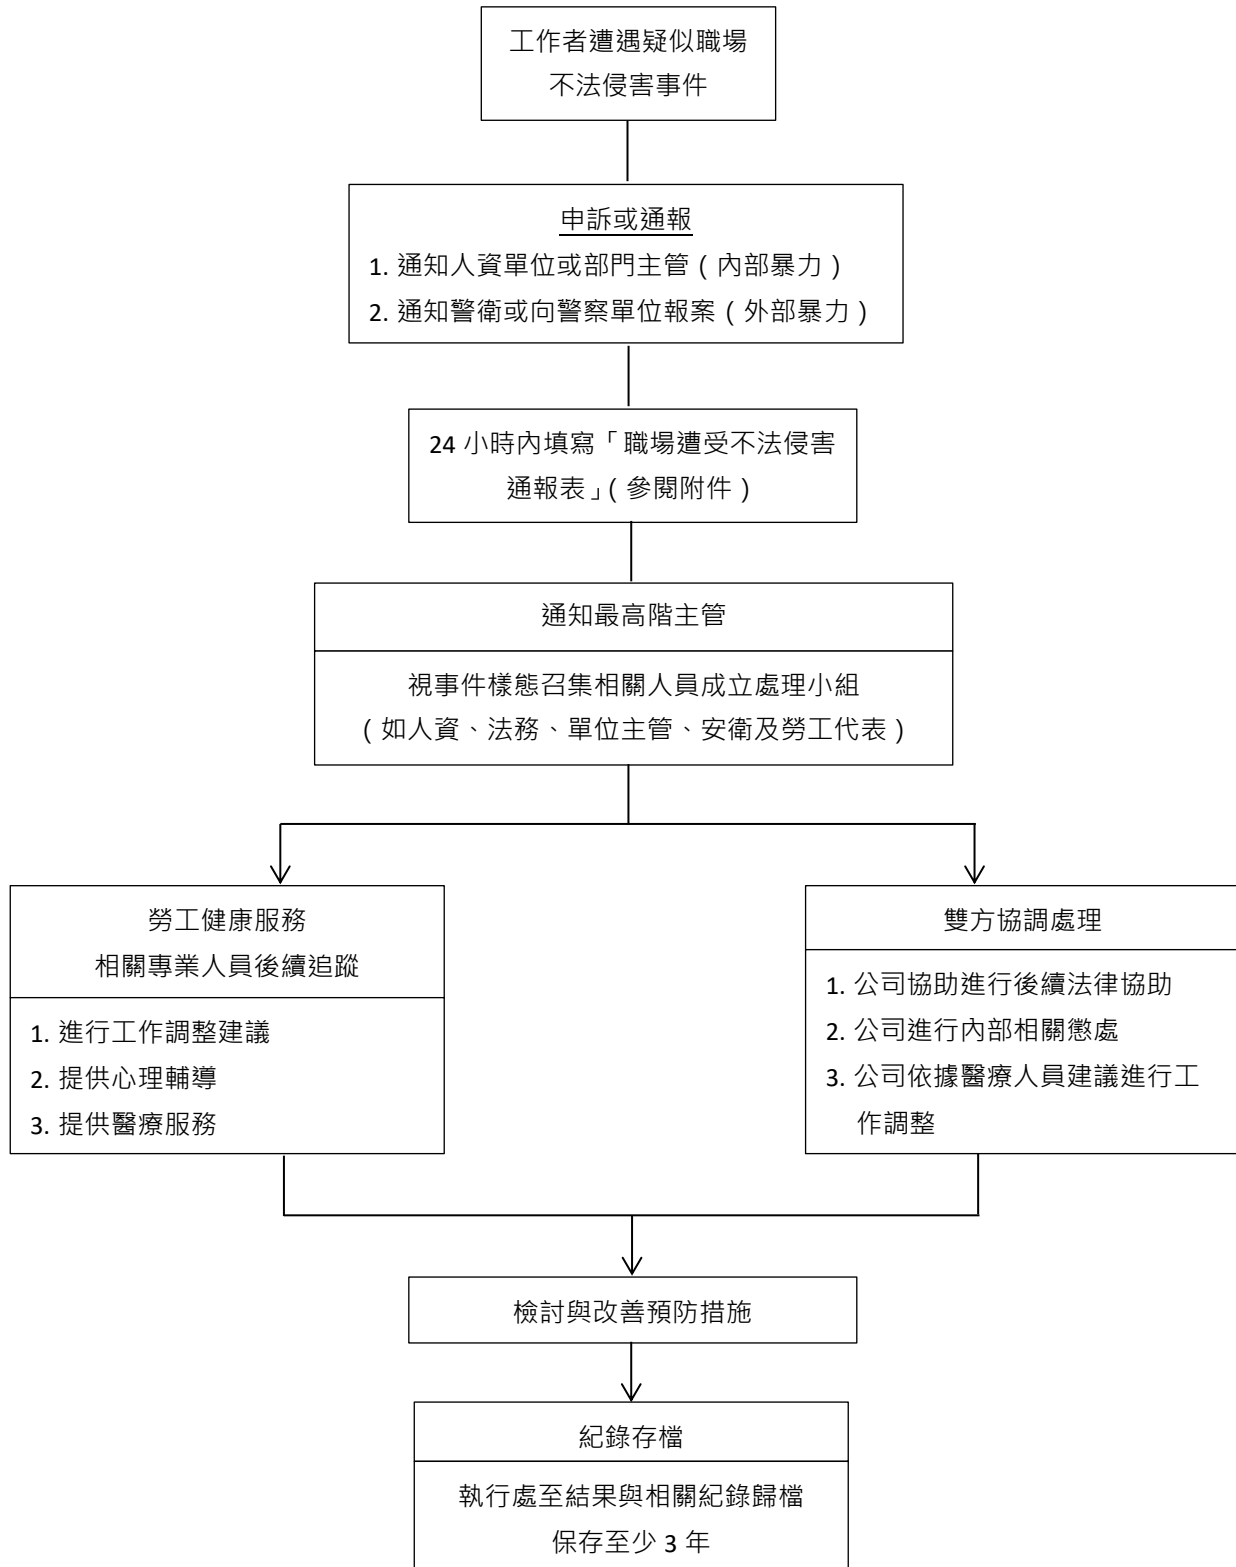 工作者遭遇疑似職場
不法侵害事件
申訴或通報
1. 通知人資單位或部門主管（內部暴力）
2. 通知警衛或向警察單位報案（外部暴力）
24 小時內填寫「職場遭受不法侵害
通報表」（參閱附件）
通知最高階主管
視事件樣態召集相關人員成立處理小組
（如人資、法務、單位主管、安衛及勞工代表）
勞工健康服務
相關專業人員後續追蹤
1. 進行工作調整建議
2. 提供心理輔導
3. 提供醫療服務
雙方協調處理
1. 公司協助進行後續法律協助
2. 公司進行內部相關懲處
3. 公司依據醫療人員建議進行工
作調整
檢討與改善預防措施
紀錄存檔
執行處至結果與相關紀錄歸檔
保存至少 3 年